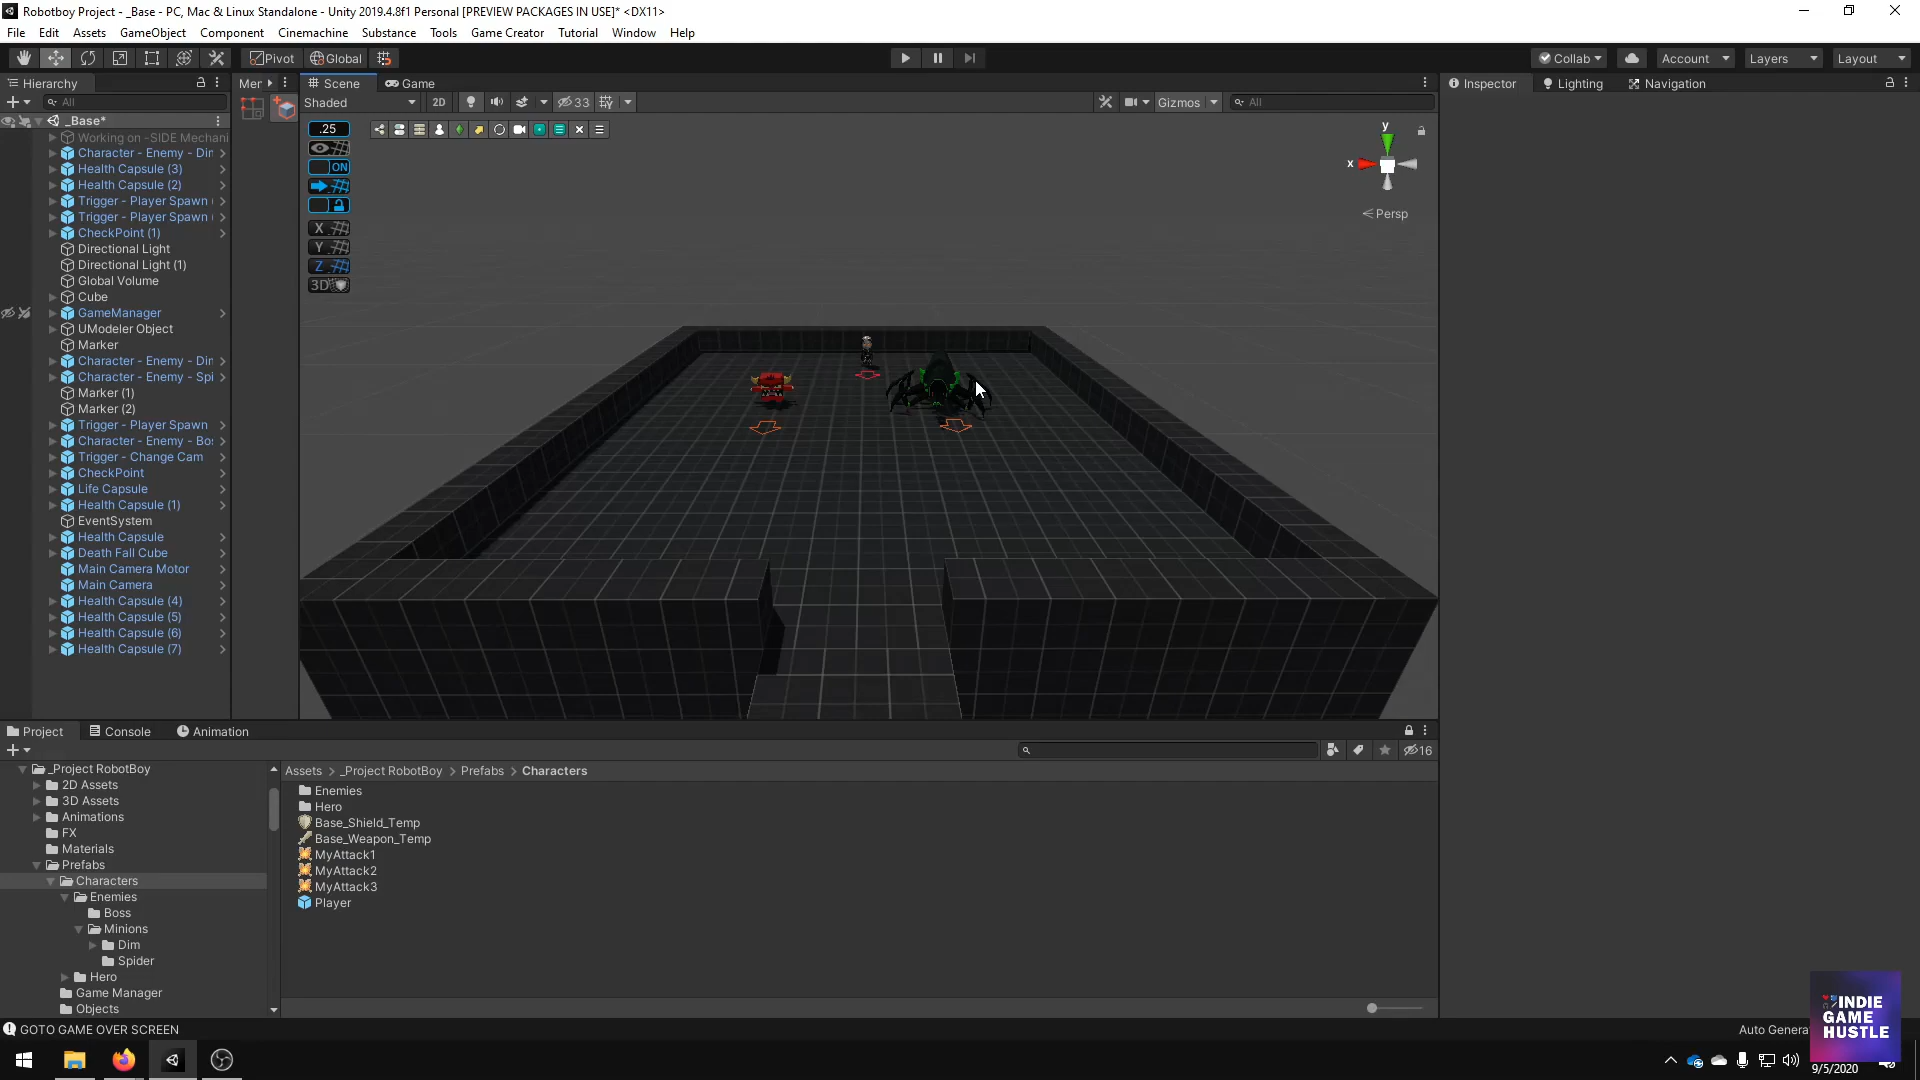 Robotboy Project - _Base - PC, Mac & Linux Standalone - Unity 2019.4.8f1 Personal [PREVIEW PACKAGES IN USE]* <DX11>
File Edit Assets GameObject Component Cinemachine Substance Tools Game Creator Tutorial Window Help
Pivot Global Collab Account Layers Layout
Hierarchy Mer Scene Game Inspector Lighting Navigation
All Shaded 2D 33 Gizmos All
_Base*
Working on -SIDE Mechani
Character - Enemy - Dim
Health Capsule (3)
Health Capsule (2)
Trigger - Player Spawn (
Trigger - Player Spawn (
CheckPoint (1)
Directional Light
Directional Light (1)
Global Volume
Cube
GameManager
UModeler Object
Marker
Character - Enemy - Dim
Character - Enemy - Spi
Marker (1)
Marker (2)
Trigger - Player Spawn
Character - Enemy - Bos
Trigger - Change Cam
CheckPoint
Life Capsule
Health Capsule (1)
EventSystem
Health Capsule
Death Fall Cube
Main Camera Motor
Main Camera
Health Capsule (4)
Health Capsule (5)
Health Capsule (6)
Health Capsule (7)
.25
ON
X
Y
Z
3D
y
x
Persp
Project Console Animation
16
_Project RobotBoy
2D Assets
3D Assets
Animations
FX
Materials
Prefabs
Characters
Enemies
Boss
Minions
Dim
Spider
Hero
Game Manager
Objects
Assets > _Project RobotBoy > Prefabs > Characters
Enemies
Hero
Base_Shield_Temp
Base_Weapon_Temp
MyAttack1
MyAttack2
MyAttack3
Player
GOTO GAME OVER SCREEN
Auto Genera
INDIE
GAME
HUSTLE
9/5/2020